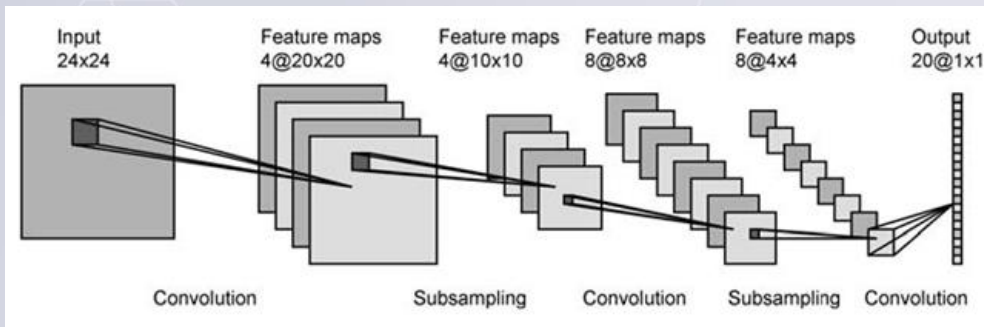 Input
24x24
Feature maps
4@20x20
Feature maps
4@10x10
Feature maps
8@8x8
Feature maps
8@4x4
Output
20@1x1
Convolution
Subsampling
Convolution
Subsampling
Convolution